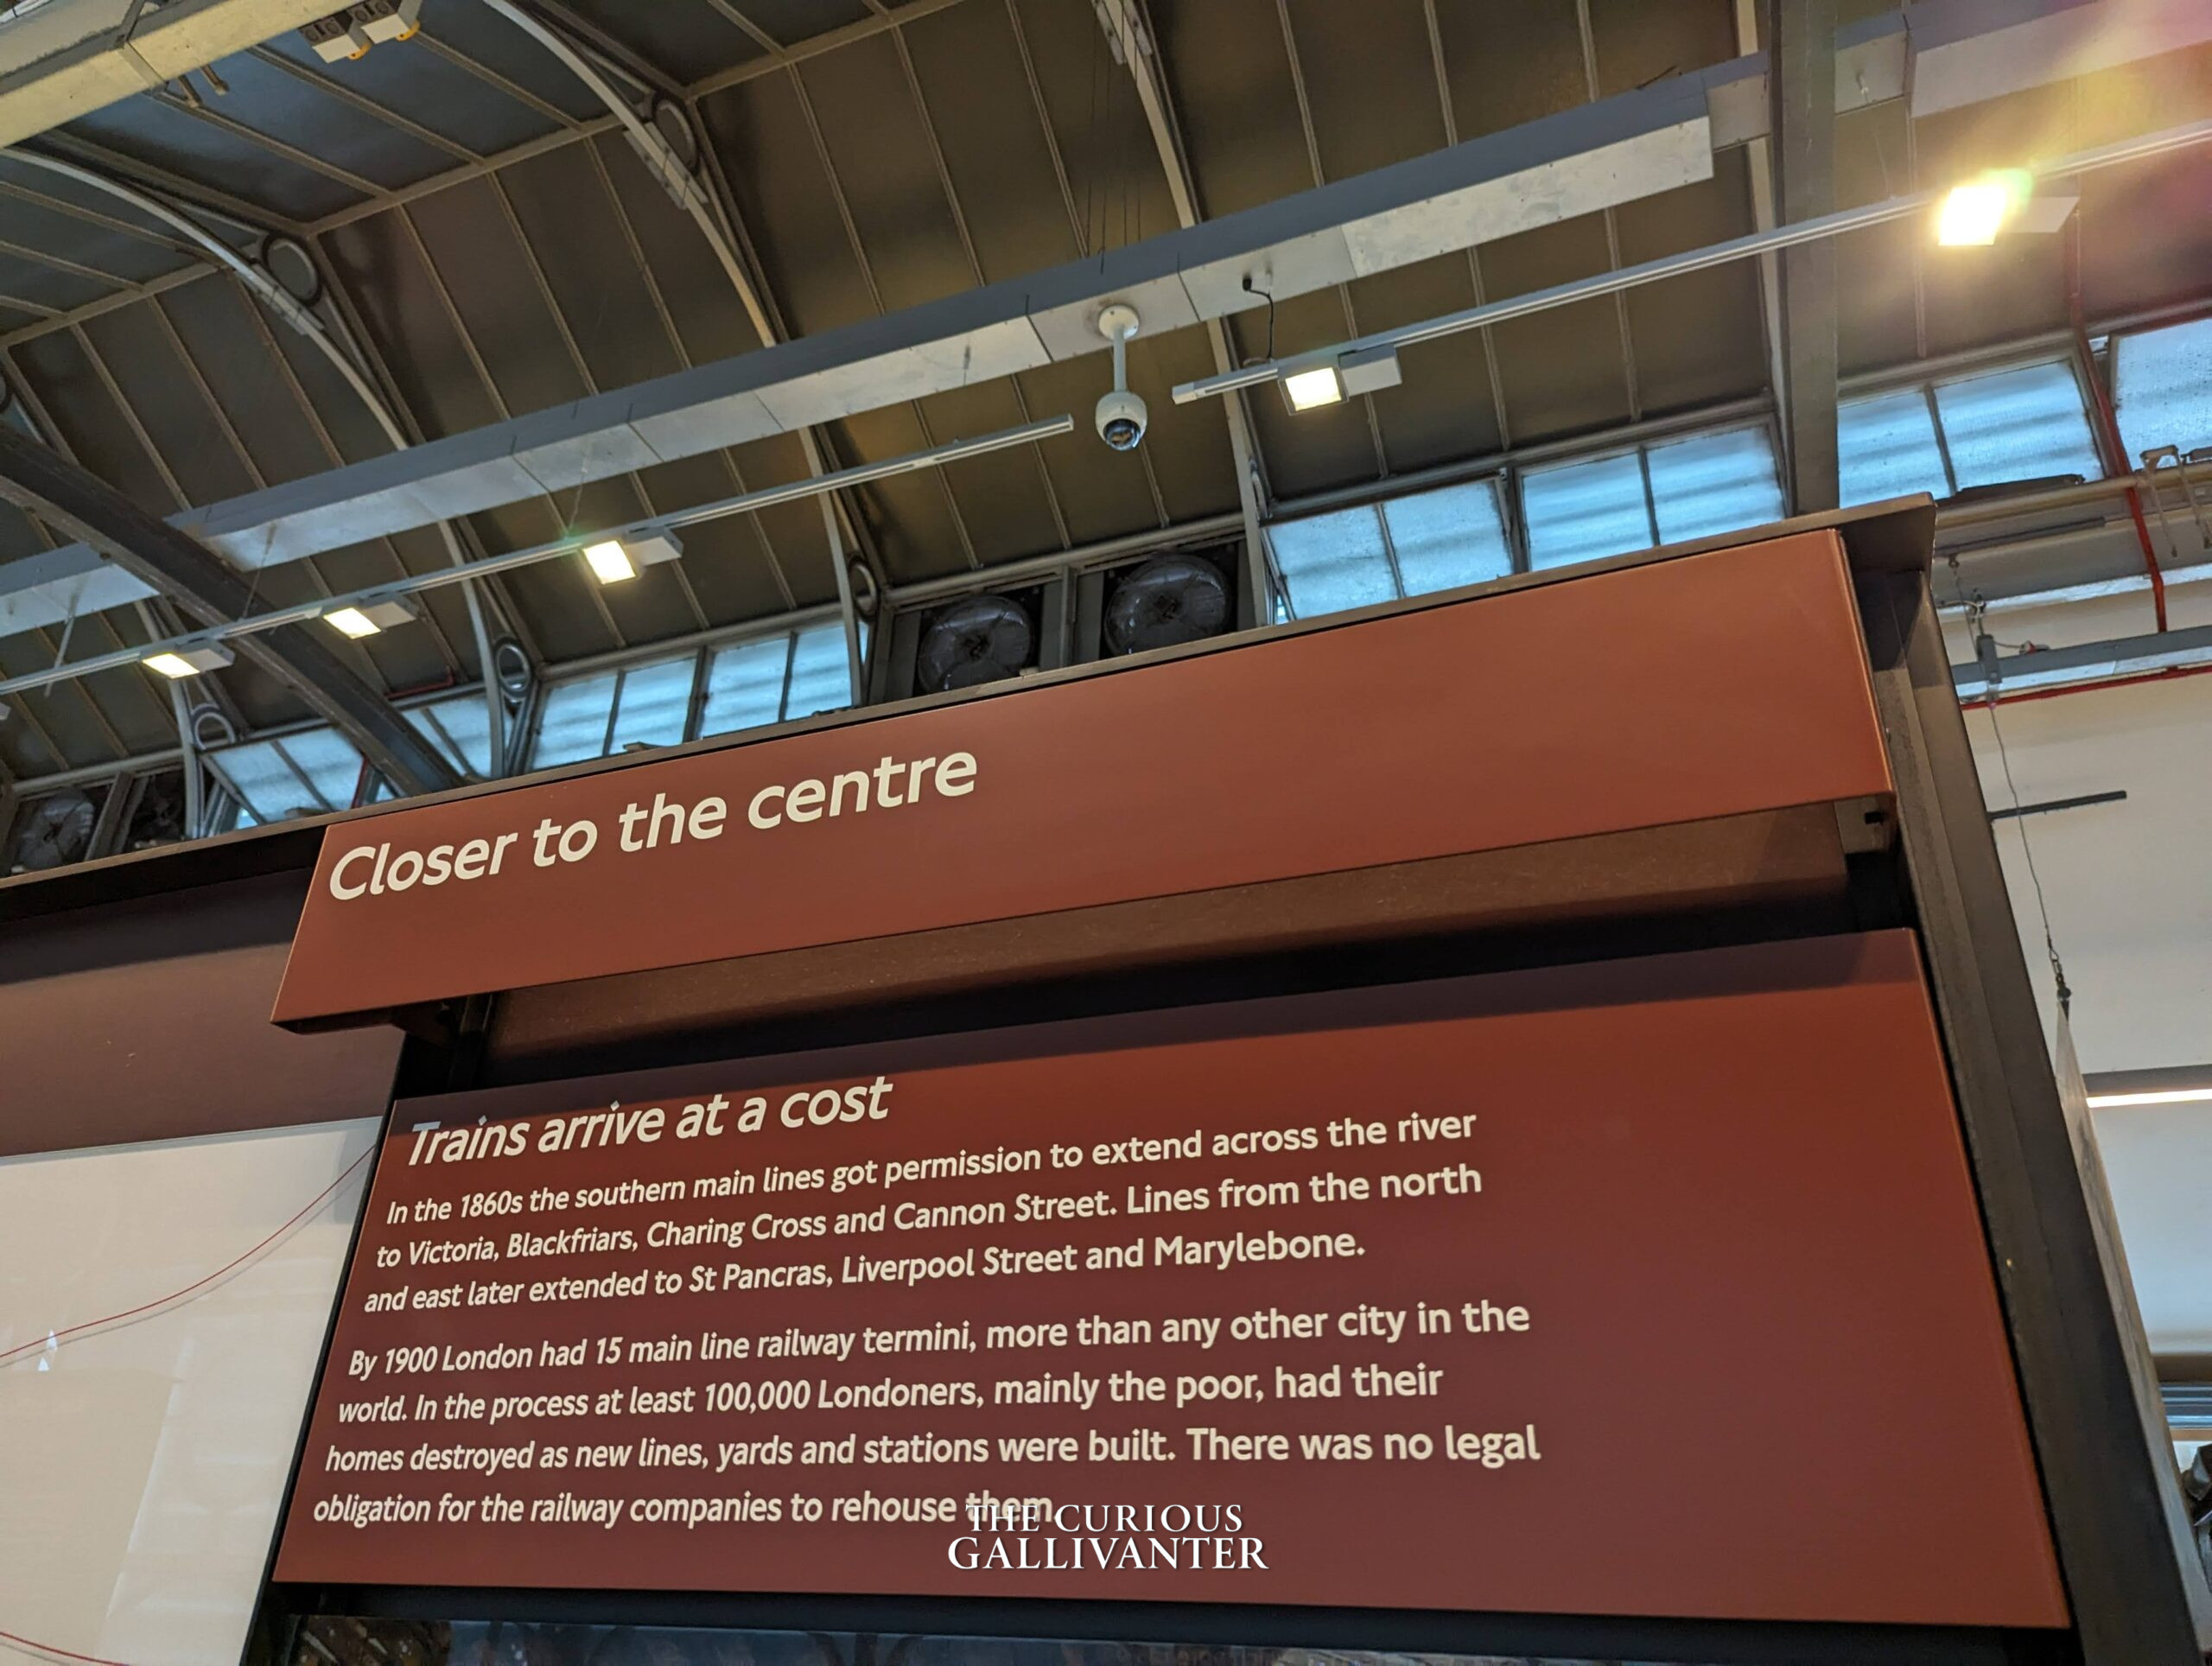 Closer to the centre
Trains arrive at a cost
In the 1860s the southern main lines got permission to extend across the river
to Victoria, Blackfriars, Charing Cross and Cannon Street. Lines from the north
and east later extended to St Pancras, Liverpool Street and Marylebone.
By 1900 London had 15 main line railway termini, more than any other city in the
world. In the process at least 100,000 Londoners, mainly the poor, had their
homes destroyed as new lines, yards and stations were built. There was no legal
obligation for the railway companies to rehouse them.
THE CURIOUS
GALLIVANTER